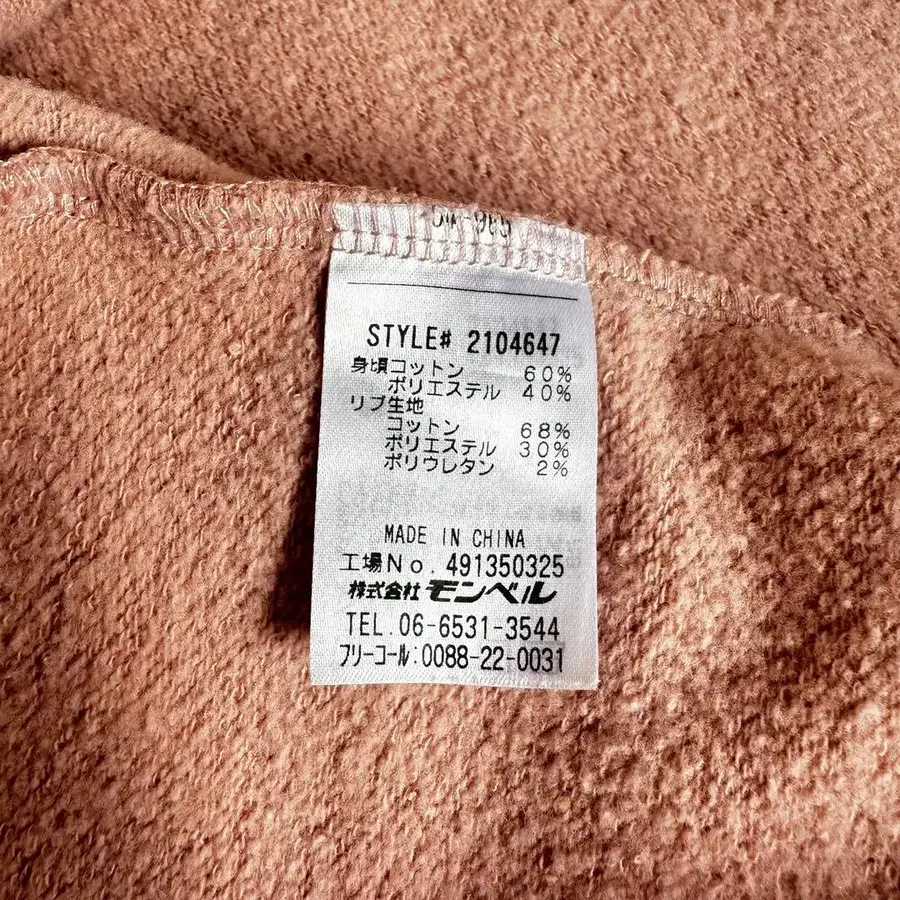 STYLE# 2104647
身頃コットン 60%
ポリエステル 40%
リブ生地
コットン 68%
ポリエステル 30%
ポリウレタン 2%
MADE IN CHINA
工場No. 491350325
株式会社 モンベル
TEL. 06-6531-3544
フリーコール:0088-22-0031